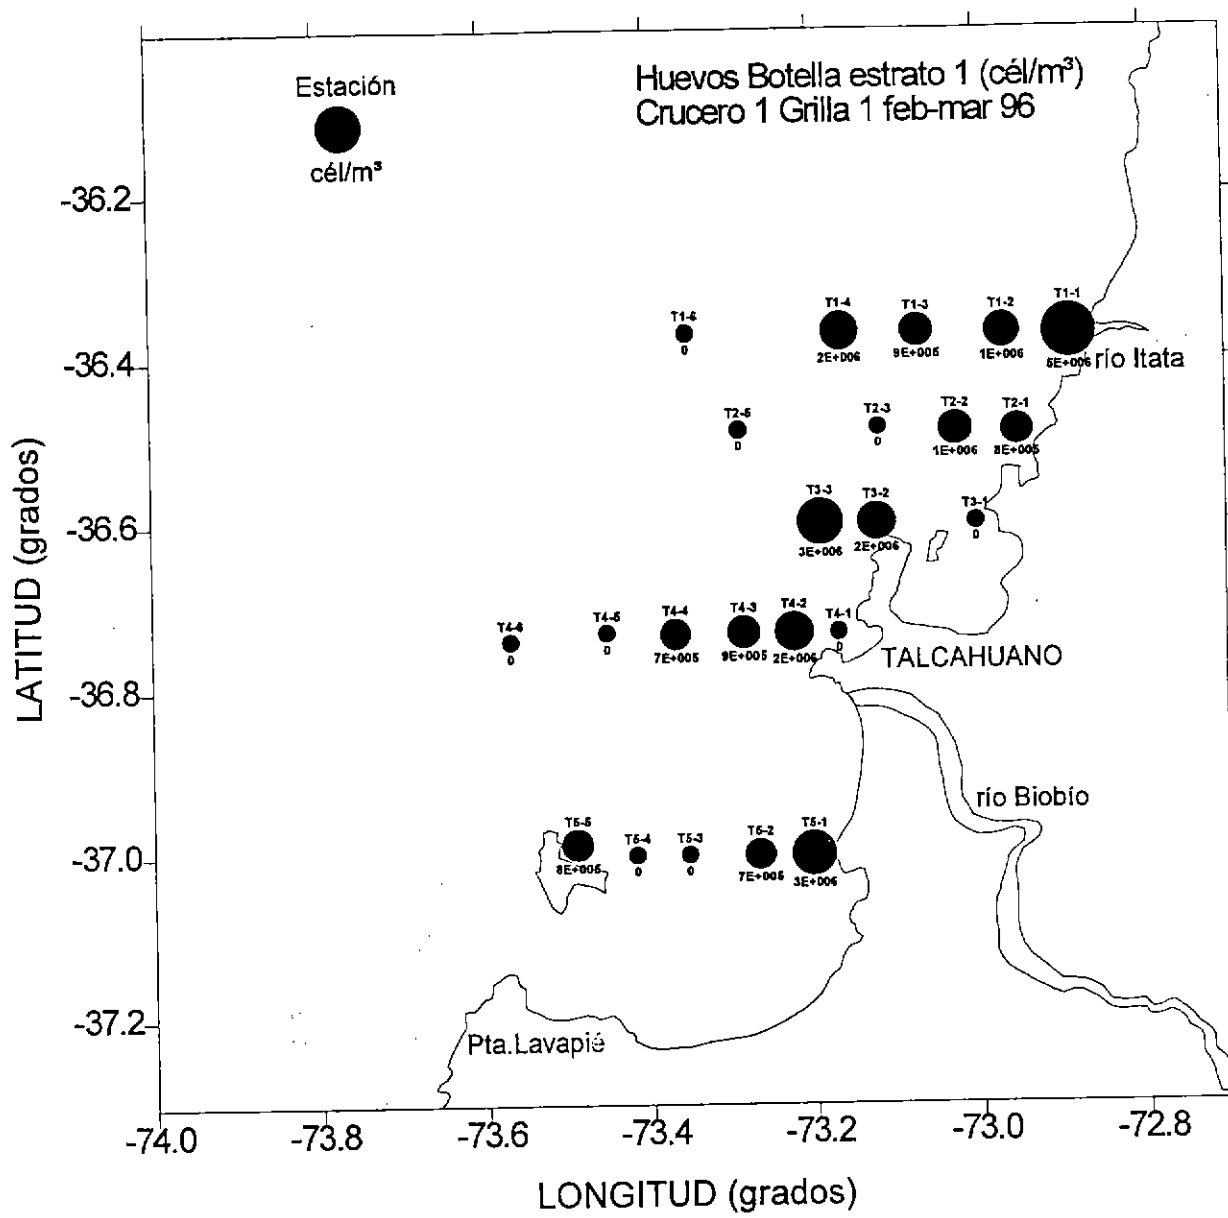 Huevos Botella estrato 1 (cél/m³)
Crucero 1 Grilla 1 feb-mar 96
Estación
cél/m³
-36.2
-36.4
-36.6
-36.8
-37.0
-37.2
LATITUD (grados)
T1-6
0
T1-4
2E+006
T1-3
9E+005
T1-2
1E+006
T1-1
5E+006
río Itata
T2-5
0
T2-3
0
T2-2
1E+006
T2-1
8E+005
T3-3
3E+006
T3-2
2E+006
T3-1
0
T4-6
0
T4-5
0
T4-4
7E+005
T4-3
9E+005
T4-2
2E+006
T4-1
0
TALCAHUANO
río Biobío
T5-5
8E+005
T5-4
0
T5-3
0
T5-2
7E+005
T5-1
3E+006
Pta.Lavapié
-74.0
-73.8
-73.6
-73.4
-73.2
-73.0
-72.8
LONGITUD (grados)